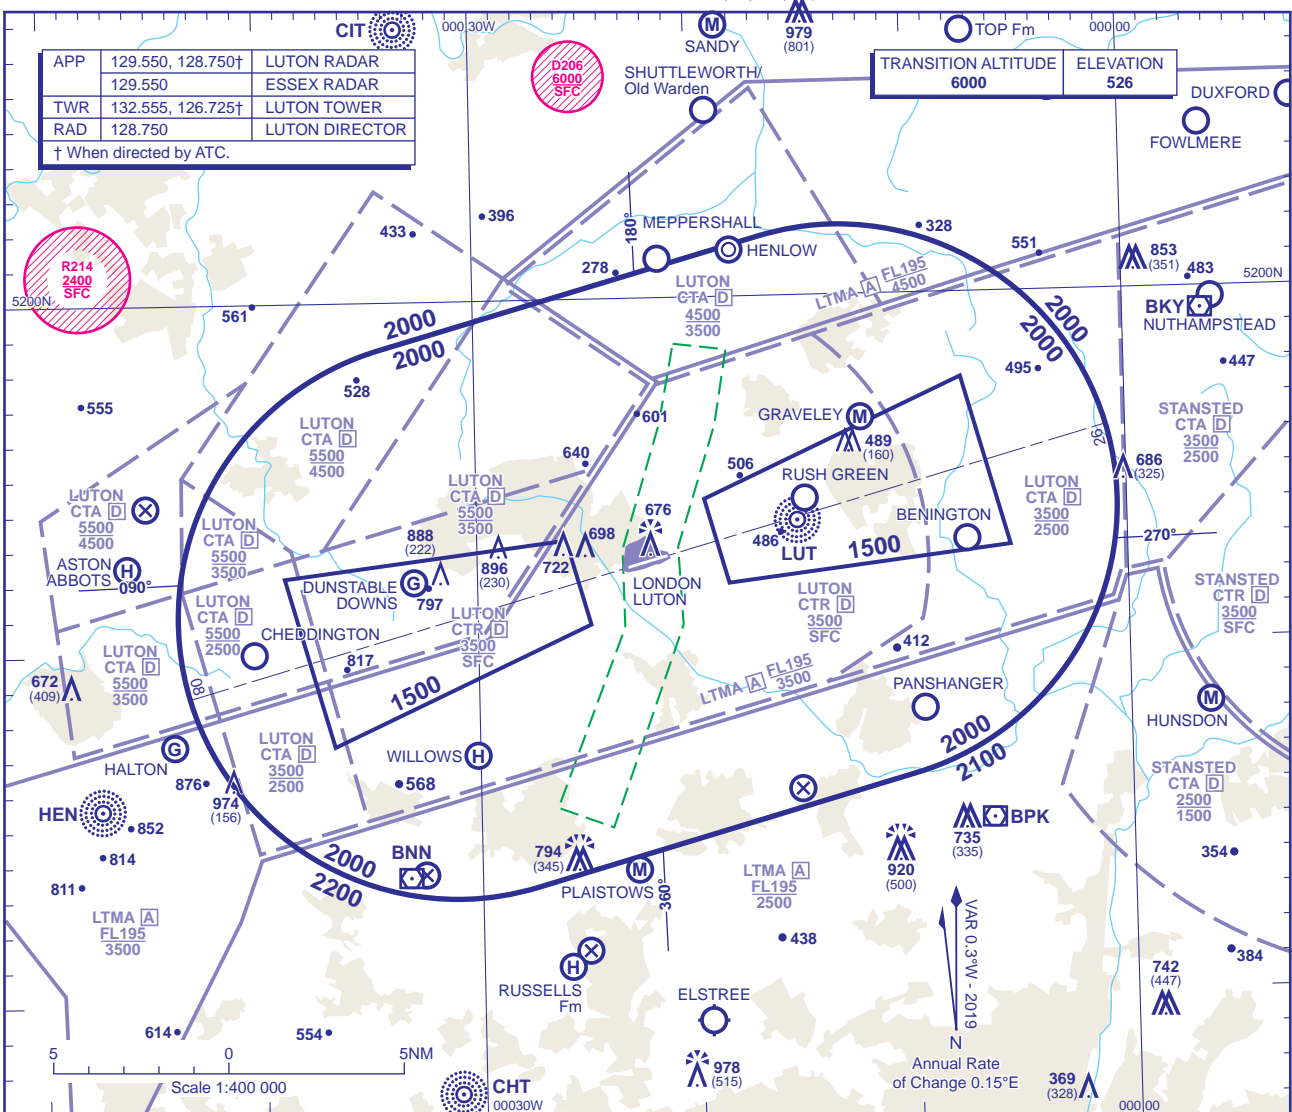 CIT
000 30W
SANDY
M
979
(801)
TOP Fm
000 00
APP 129.550, 128.750† LUTON RADAR
129.550 ESSEX RADAR
TWR 132.555, 126.725† LUTON TOWER
RAD 128.750 LUTON DIRECTOR
† When directed by ATC.
D206
6000
SFC
SHUTTLEWORTH/
Old Warden
TRANSITION ALTITUDE
6000
ELEVATION
526
DUXFORD
FOWLMERE
396
433
180°
MEPPERSHALL
HENLOW
328
551
853
(351)
483
5200N
R214
2400
SFC
5200N
561
278
LUTON
CTA D
4500
3500
LTMA A FL195
4500
BKY
NUTHAMPSTEAD
2000
2000
2000
2000
528
495
447
555
601
GRAVELEY M
489
(160)
STANSTED
CTA D
3500
2500
LUTON
CTA D
5500
4500
640
506
RUSH GREEN
26
686
(325)
LUTON
CTA D
5500
3500
LUTON
CTA D
5500
4500
LUTON
CTA D
3500
2500
676
486
LUT
BENINGTON
1500
270°
LUTON
CTA D
5500
3500
888
(222)
698
722
896
(230)
ASTON
ABBOTTS H
090°
DUNSTABLE
DOWNS
G
797
LONDON
LUTON
LUTON
CTR D
3500
SFC
STANSTED
CTR D
3500
SFC
LUTON
CTA D
5500
2500
LUTON
CTR D
3500
SFC
CHEDDINGTON
412
LUTON
CTA D
5500
3500
672
(409)
817
08
1500
LTMA A FL195
3500
PANSHANGER
M
HUNSDON
HALTON
G
LUTON
CTA D
3500
2500
WILLOWS H
2000
2100
STANSTED
CTA D
2500
1500
876
974
(156)
568
HEN
852
814
811
BPK
735
(335)
2000
2200
BNN
794
(345)
920
(500)
354
PLAISTOWS M
360°
LTMA A
FL195
2500
LTMA A
FL195
3500
438
384
VAR 0.3°W - 2019
RUSSELLS
Fm
H
742
(447)
ELSTREE
614
554
N
Annual Rate
of Change 0.15°E
5 0 5NM
Scale 1:400 000
978
(515)
369
(328)
CHT
00030W
000 00